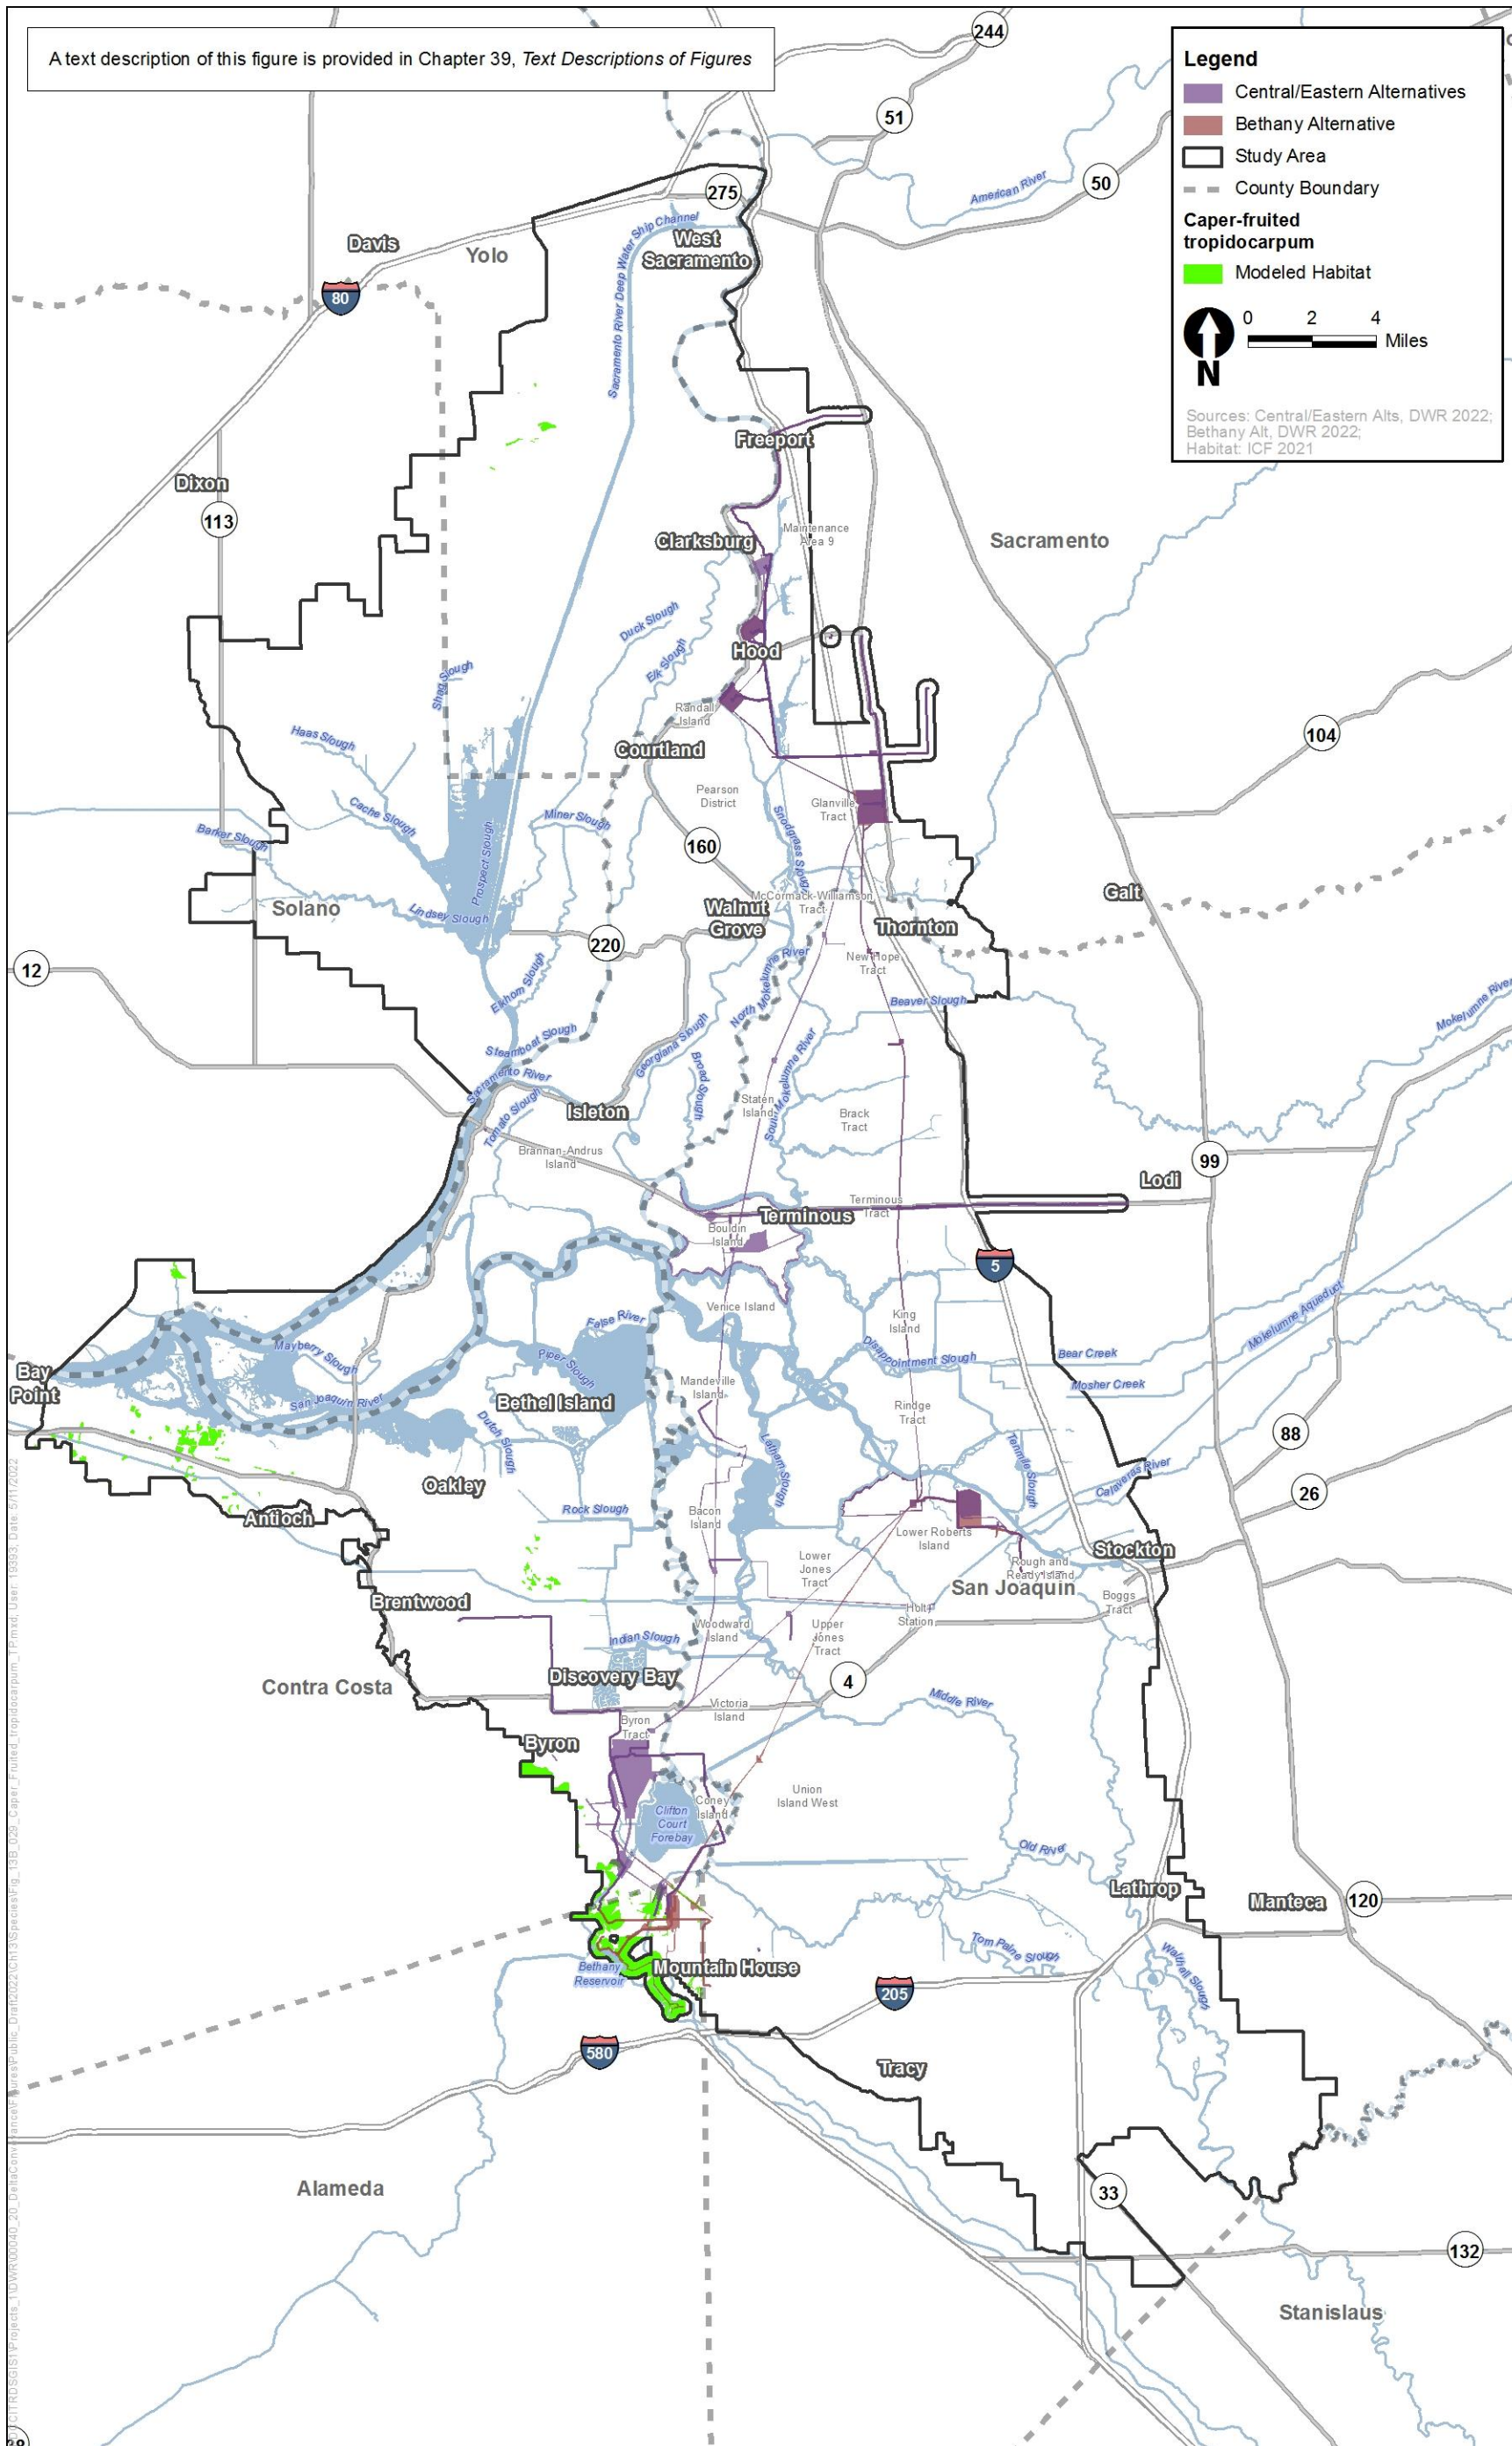 A text description of this figure is provided in Chapter 39, Text Descriptions of Figures
Legend
Central/Eastern Alternatives
Bethany Alternative
Study Area
County Boundary
Caper-fruited
tropidocarpum
Modeled Habitat
0 2 4
Miles
N
Sources: Central/Eastern Alts, DWR 2022;
Bethany Alt, DWR 2022;
Habitat: ICF 2021
244
51
50
American River
275
Sacramento River Deep Water Ship Channel
West
Sacramento
Davis
Yolo
80
Freeport
Dixon
113
Clarksburg
Maintenance
Area 9
Sacramento
Duck Slough
Elk Slough
Hood
Shag Slough
Randall
Island
Haas Slough
Courtland
104
Pearson
District
Glanville
Tract
Cache Slough
Miner Slough
Snodgrass Slough
Barker Slough
Prospect Slough
160
Galt
McCormack-Williamson
Tract
Solano
Lindsey Slough
Walnut
Grove
Thornton
220
12
New Hope
Tract
North Mokelumne River
Elkhorn Slough
Beaver Slough
Mokelumne River
Steamboat Slough
Georgiana Slough
South Mokelumne River
Sacramento River
Broad Slough
Tomato Slough
Isleton
Staten
Island
Brack
Tract
Brannan-Andrus
Island
99
Lodi
Terminous
Terminous
Tract
Bouldin
Island
5
Venice Island
King
Island
False River
Mokelumne Aqueduct
Mayberry Slough
Piper Slough
Disappointment Slough
Bear Creek
Bay
Point
Mosher Creek
San Joaquin River
Bethel Island
Mandeville
Island
Rindge
Tract
88
Dutch Slough
Latham Slough
Tenmile Slough
Calaveras River
Oakley
26
Antioch
Rock Slough
Bacon
Island
Lower Roberts
Island
Stockton
Lower
Jones
Tract
Rough and
Ready Island
San Joaquin
Brentwood
Holt
Station
Boggs
Tract
Woodward
Island
Upper
Jones
Tract
Indian Slough
Contra Costa
Discovery Bay
4
Victoria
Island
Middle River
Byron
Tract
Byron
Clifton
Court
Forebay
Coney
Island
Union
Island West
Old River
Lathrop
Manteca
120
Tom Paine Slough
Walthall Slough
Bethany
Reservoir
Mountain House
205
580
Tracy
Alameda
33
132
Stanislaus